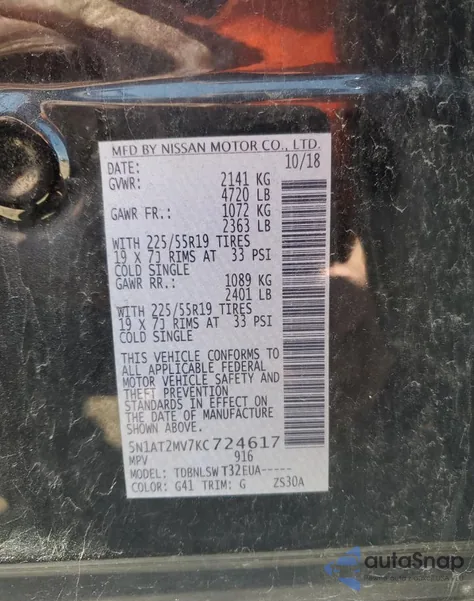 MFD BY NISSAN MOTOR CO., LTD.
DATE: 10/18
GVWR: 2141 KG
4720 LB
GAWR FR.: 1072 KG
2363 LB
WITH 225/55R19 TIRES
19 X 7J RIMS AT 33 PSI
COLD SINGLE
GAWR RR.: 1089 KG
2401 LB
WITH 225/55R19 TIRES
19 X 7J RIMS AT 33 PSI
COLD SINGLE
THIS VEHICLE CONFORMS TO
ALL APPLICABLE FEDERAL
MOTOR VEHICLE SAFETY AND
THEFT PREVENTION
STANDARDS IN EFFECT ON
THE DATE OF MANUFACTURE
SHOWN ABOVE.
5N1AT2MV7KC724617
MPV 916
MODEL: TDBNLSW T32EUA-----
COLOR: G41 TRIM: G ZS30A
autoSnap